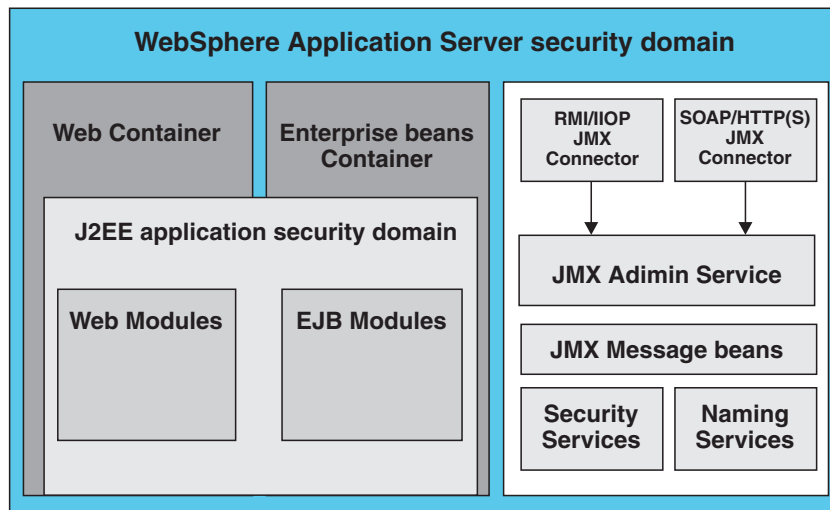 WebSphere Application Server security domain
Web Container
Enterprise beans
Container
J2EE application security domain
Web Modules
EJB Modules
RMI/IIOP
JMX
Connector
SOAP/HTTP(S)
JMX
Connector
JMX Adimin Service
JMX Message beans
Security
Services
Naming
Services